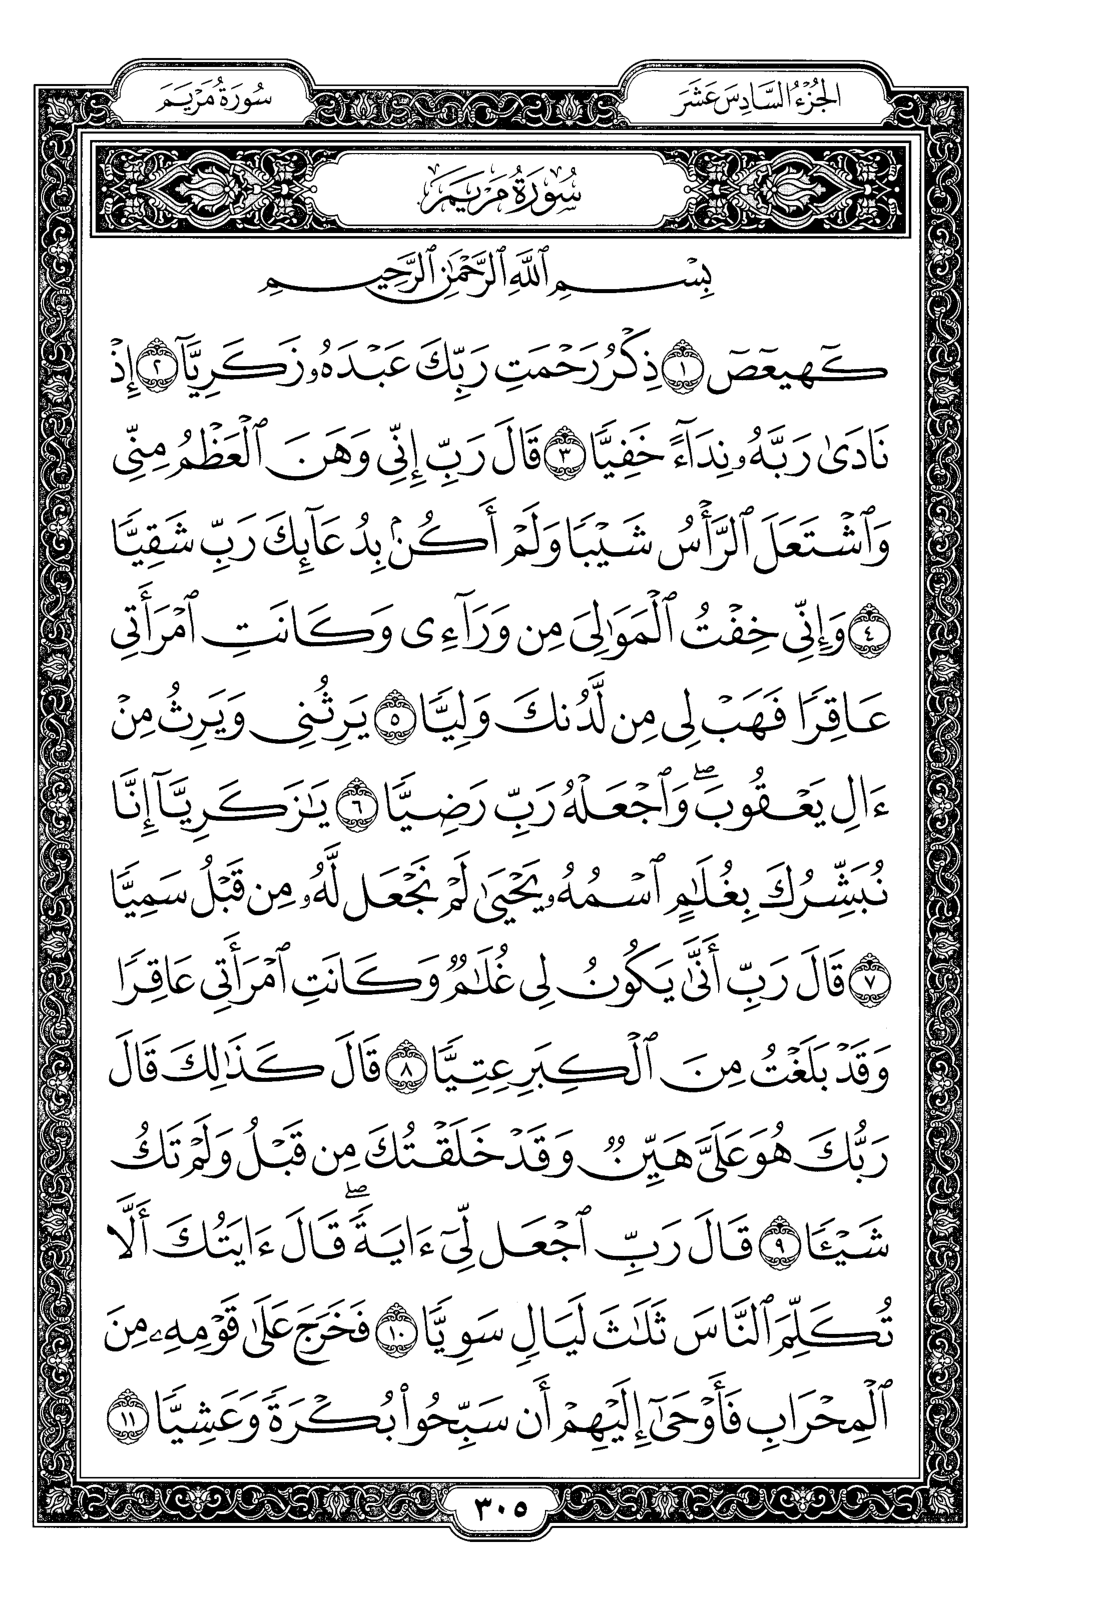 الجُزْءُ السَّادِسَ عَشَرَ
سُورَةُ مَرْيَمَ
سُورَةُ مَرْيَمَ
بِسْمِ ٱللَّهِ ٱلرَّحْمَٰنِ ٱلرَّحِيمِ
كٓهيعٓصٓ ١ ذِكْرُ رَحْمَتِ رَبِّكَ عَبْدَهُۥ زَكَرِيَّآ ٢ إِذْ
نَادَىٰ رَبَّهُۥ نِدَآءً خَفِيًّا ٣ قَالَ رَبِّ إِنِّى وَهَنَ ٱلْعَظْمُ مِنِّى
وَٱشْتَعَلَ ٱلرَّأْسُ شَيْبًا وَلَمْ أَكُنۢ بِدُعَآئِكَ رَبِّ شَقِيًّا
٤ وَإِنِّى خِفْتُ ٱلْمَوَٰلِىَ مِن وَرَآءِى وَكَانَتِ ٱمْرَأَتِى
عَاقِرًا فَهَبْ لِى مِن لَّدُنكَ وَلِيًّا ٥ يَرِثُنِى وَيَرِثُ مِنْ
ءَالِ يَعْقُوبَ ۖ وَٱجْعَلْهُ رَبِّ رَضِيًّا ٦ يَٰزَكَرِيَّآ إِنَّا
نُبَشِّرُكَ بِغُلَٰمٍ ٱسْمُهُۥ يَحْيَىٰ لَمْ نَجْعَل لَّهُۥ مِن قَبْلُ سَمِيًّا
٧ قَالَ رَبِّ أَنَّىٰ يَكُونُ لِى غُلَٰمٌ وَكَانَتِ ٱمْرَأَتِى عَاقِرًا
وَقَدْ بَلَغْتُ مِنَ ٱلْكِبَرِ عِتِيًّا ٨ قَالَ كَذَٰلِكَ قَالَ
رَبُّكَ هُوَ عَلَىَّ هَيِّنٌ وَقَدْ خَلَقْتُكَ مِن قَبْلُ وَلَمْ تَكُ
شَيْـًٔا ٩ قَالَ رَبِّ ٱجْعَل لِّىٓ ءَايَةً ۖ قَالَ ءَايَتُكَ أَلَّا
تُكَلِّمَ ٱلنَّاسَ ثَلَٰثَ لَيَالٍ سَوِيًّا ١٠ فَخَرَجَ عَلَىٰ قَوْمِهِۦ مِنَ
ٱلْمِحْرَابِ فَأَوْحَىٰٓ إِلَيْهِمْ أَن سَبِّحُوا۟ بُكْرَةً وَعَشِيًّا ١١
٣٠٥